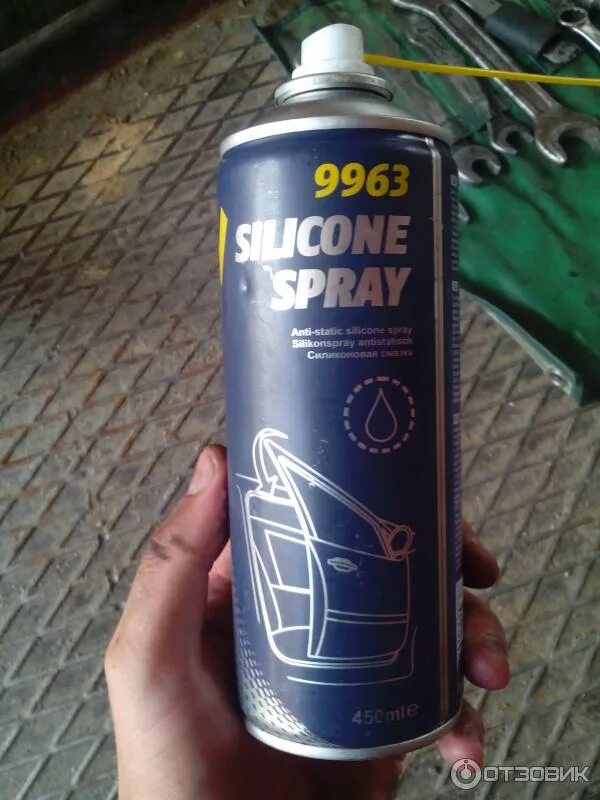 9963
SILICONE
SPRAY
Anti-static silicone spray
Silikonspray antistatisch
Силиконовая смазка
450ml℮
ОТЗОВИК